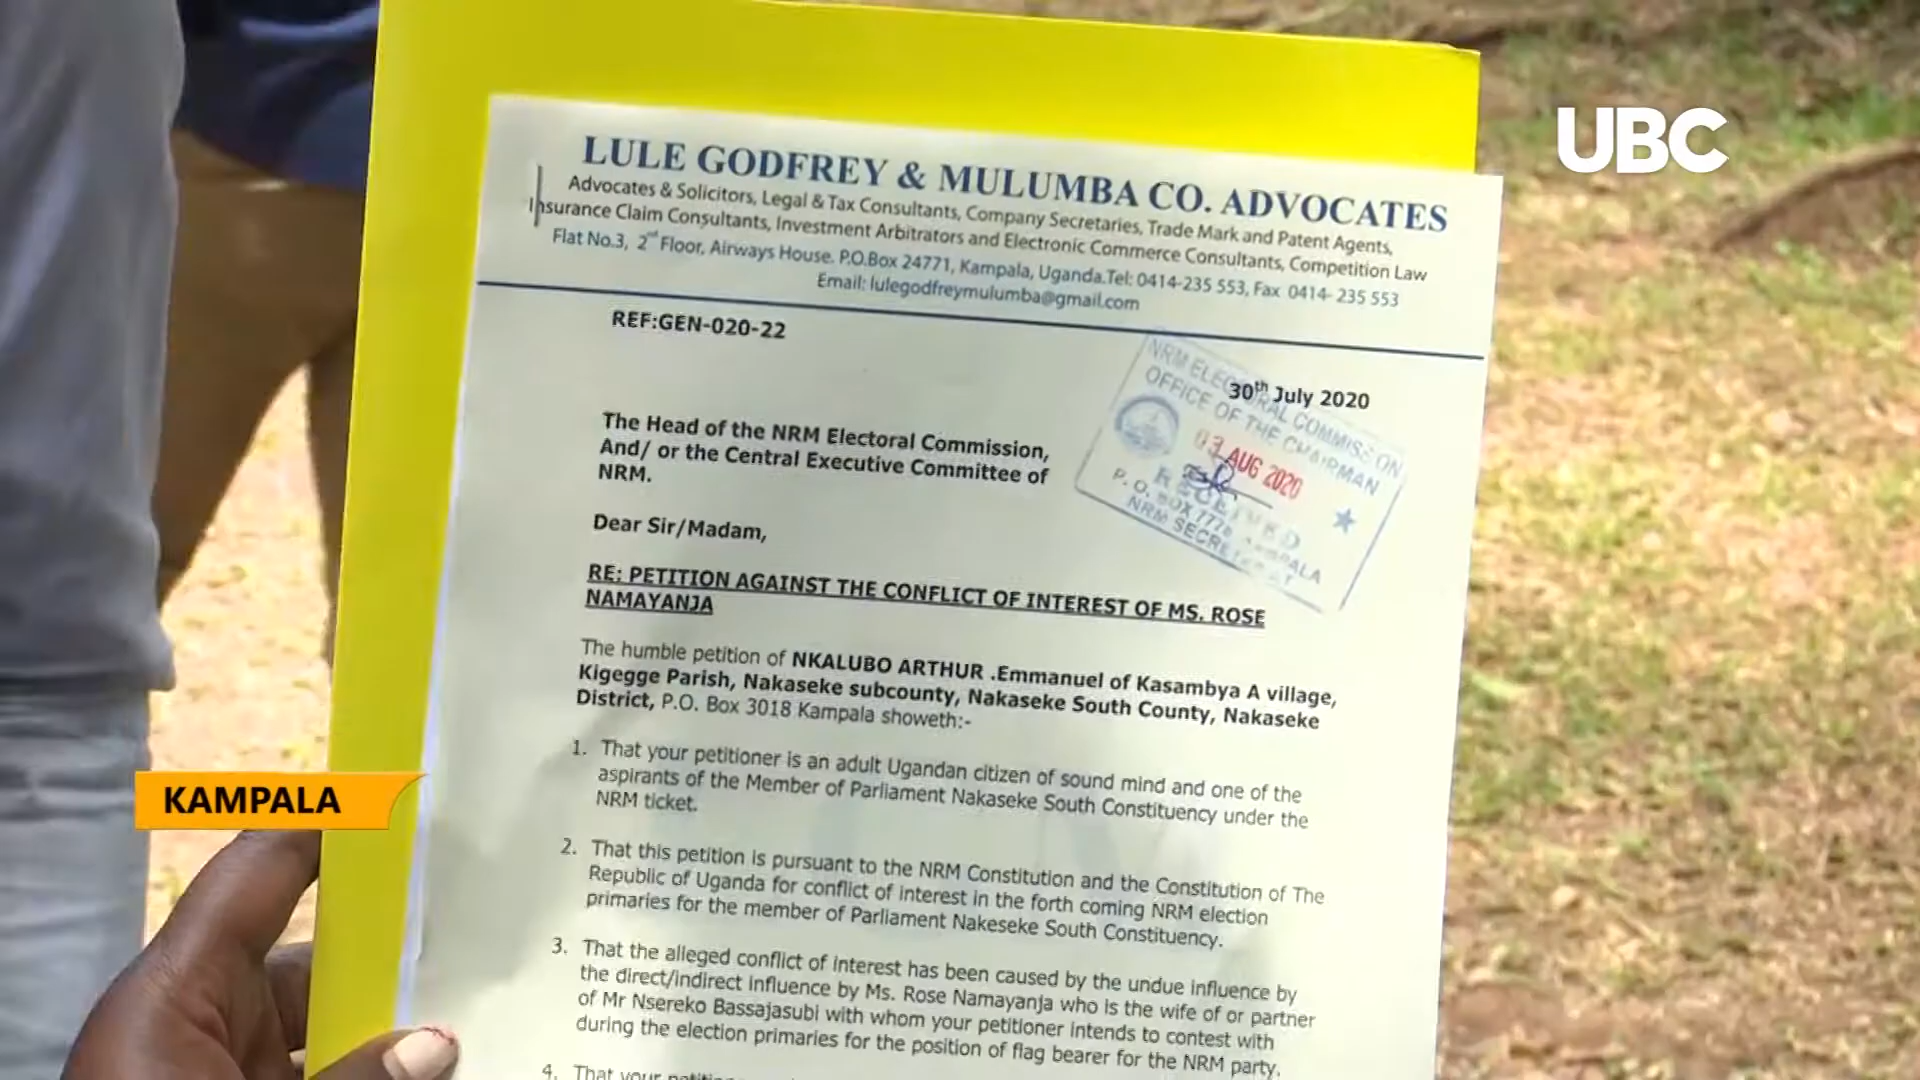 UBC
LULE GODFREY & MULUMBA CO. ADVOCATES
Advocates & Solicitors, Legal & Tax Consultants, Company Secretaries, Trade Mark and Patent Agents,
Insurance Claim Consultants, Investment Arbitrators and Electronic Commerce Consultants, Competition Law
Flat No.3, 2nd Floor, Airways House. P.O.Box 24771, Kampala, Uganda.Tel: 0414-235 553, Fax 0414- 235 553
Email: lulegodfreymulumba@gmail.com
REF:GEN-020-22
30th July 2020
NRM ELECTORAL COMMISSION
OFFICE OF THE CHAIRMAN
03 AUG 2020
RECEIVED
P. O. BOX 7778 KAMPALA
NRM SECRETARIAT
The Head of the NRM Electoral Commission,
And/ or the Central Executive Committee of
NRM.
Dear Sir/Madam,
RE: PETITION AGAINST THE CONFLICT OF INTEREST OF MS. ROSE
NAMAYANJA
The humble petition of NKALUBO ARTHUR .Emmanuel of Kasambya A village,
Kigegge Parish, Nakaseke subcounty, Nakaseke South County, Nakaseke
District, P.O. Box 3018 Kampala showeth:-
1. That your petitioner is an adult Ugandan citizen of sound mind and one of the
aspirants of the Member of Parliament Nakaseke South Constituency under the
NRM ticket.
2. That this petition is pursuant to the NRM Constitution and the Constitution of The
Republic of Uganda for conflict of interest in the forth coming NRM election
primaries for the member of Parliament Nakeseke South Constituency.
3. That the alleged conflict of interest has been caused by the undue influence by
the direct/indirect influence by Ms. Rose Namayanja who is the wife of or partner
of Mr Nsereko Bassajasubi with whom your petitioner intends to contest with
during the election primaries for the position of flag bearer for the NRM party.
4. That your
KAMPALA